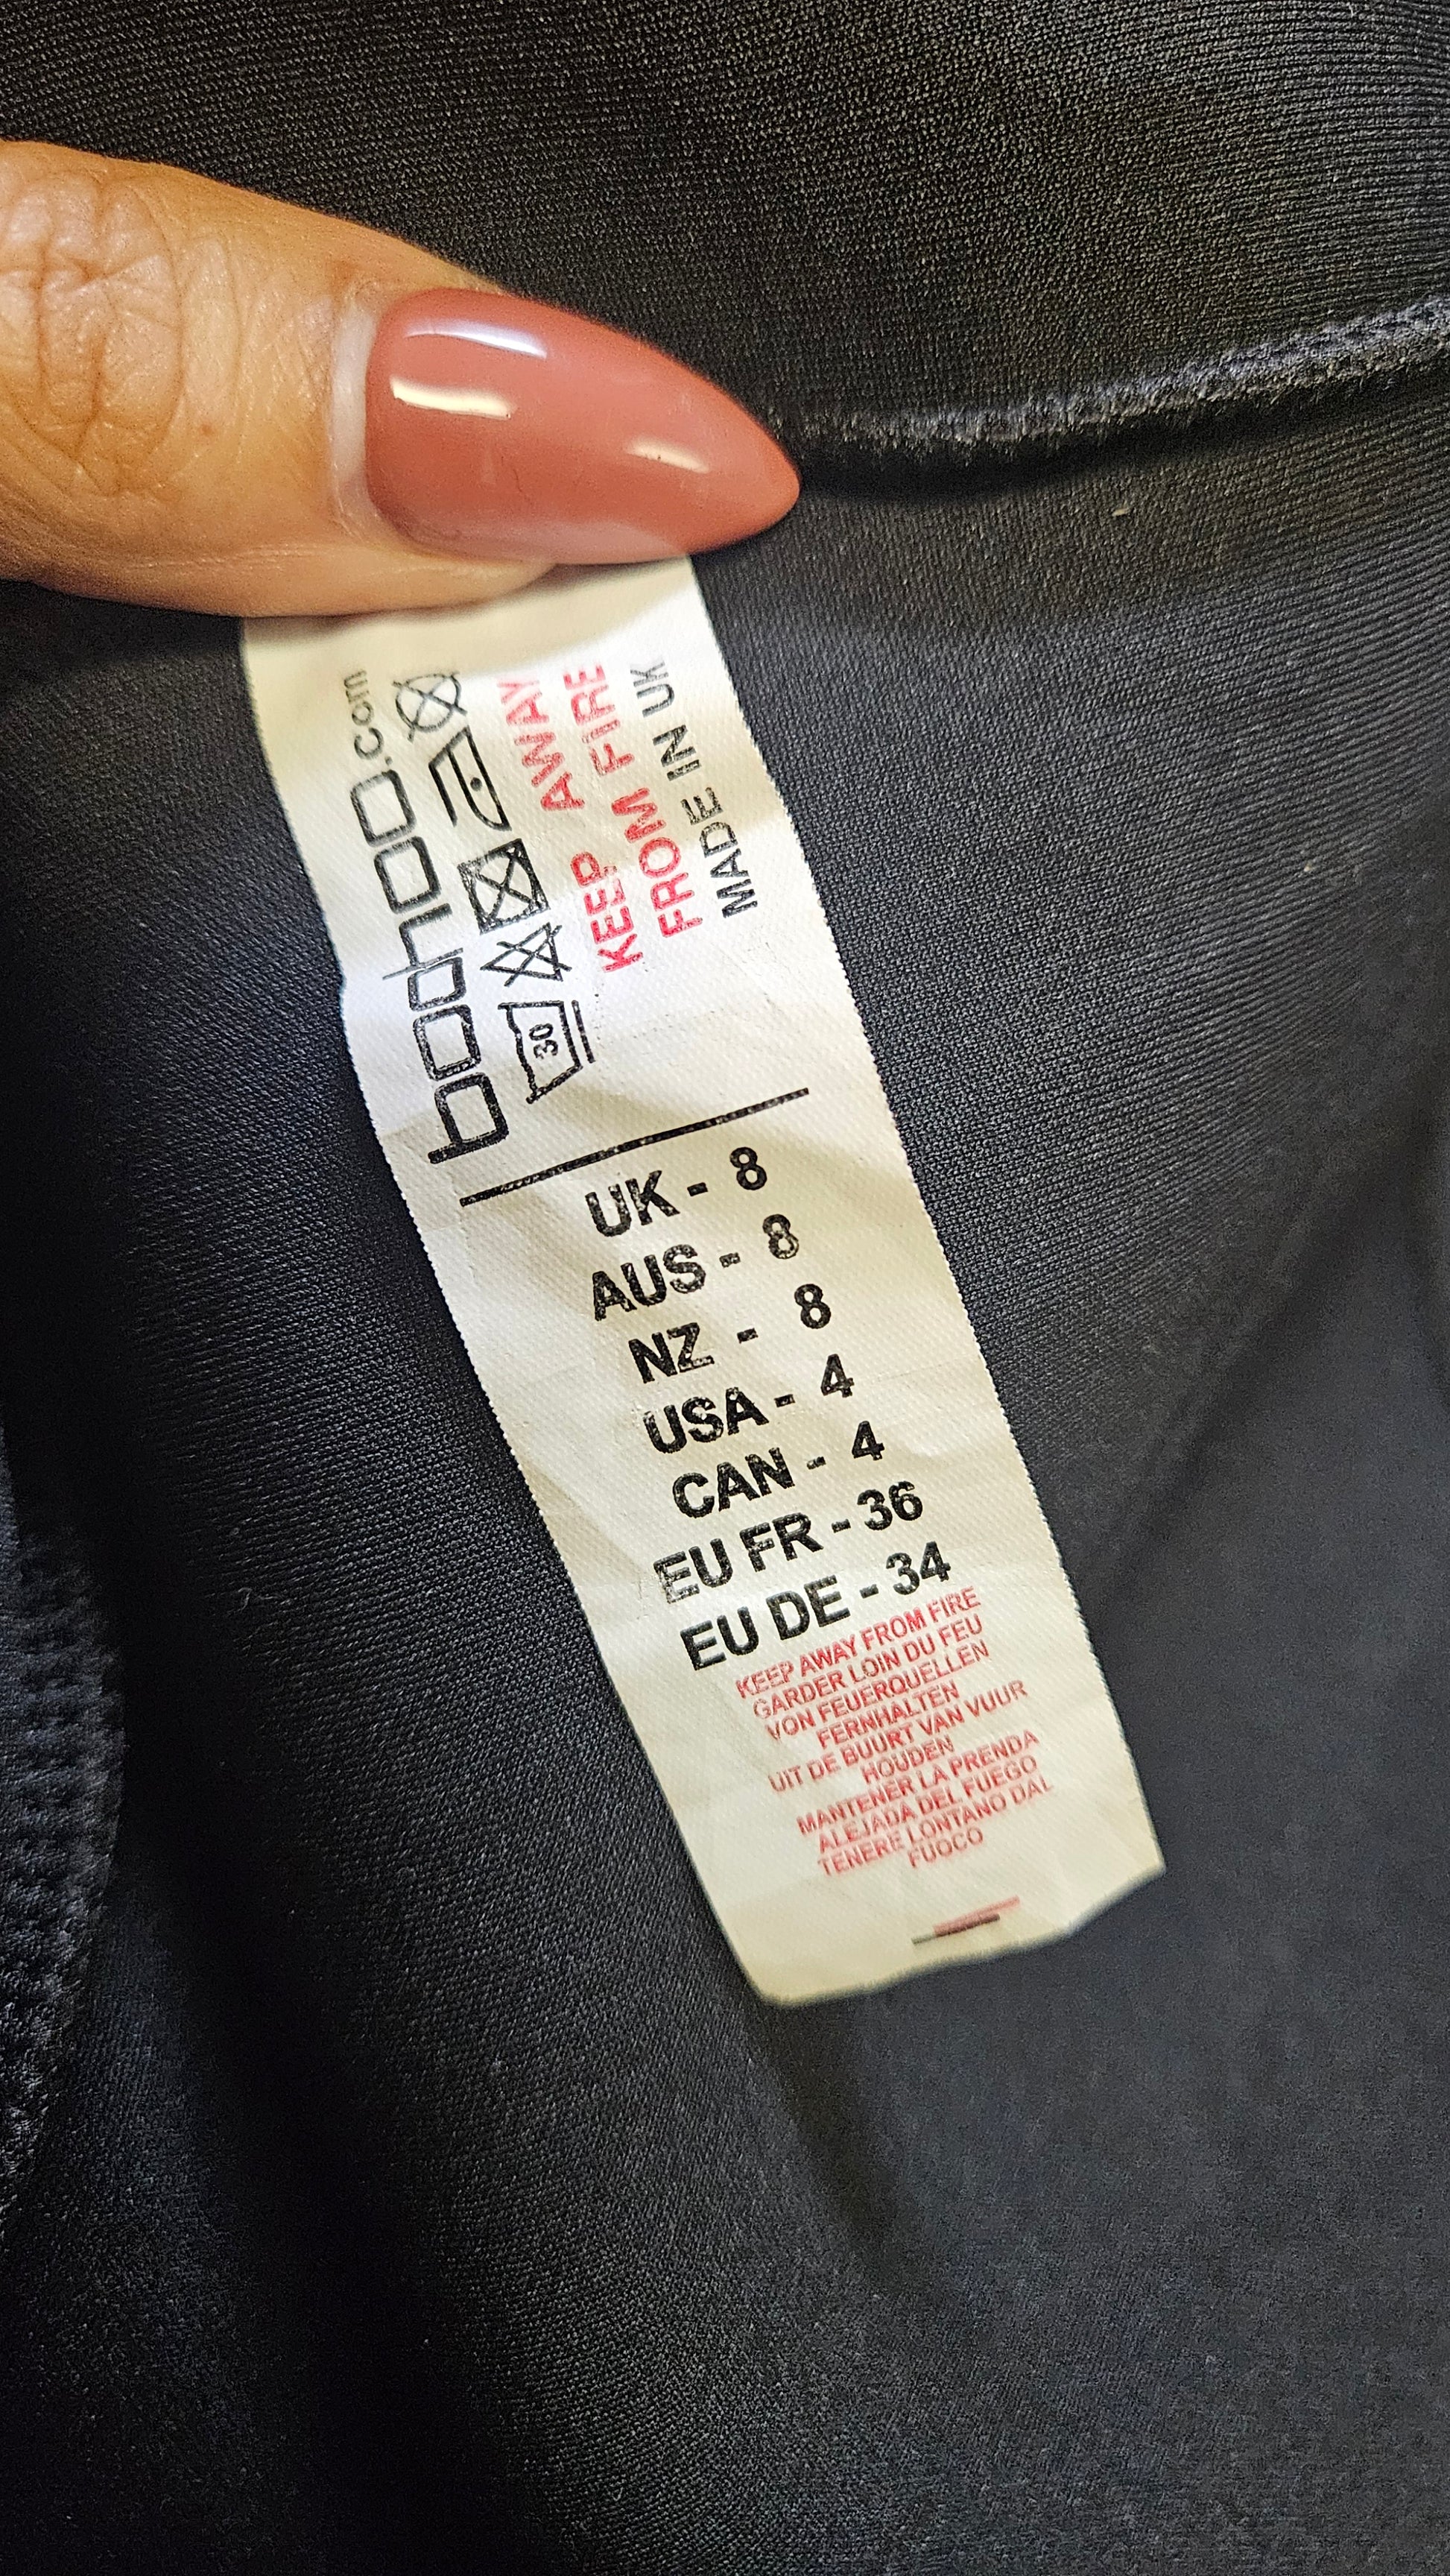 boohoo.com
30
KEEP AWAY
FROM FIRE
MADE IN UK
UK - 8
AUS - 8
NZ - 8
USA - 4
CAN - 4
EU FR - 36
EU DE - 34
KEEP AWAY FROM FIRE
GARDER LOIN DU FEU
VON FEUERQUELLEN
FERNHALTEN
UIT DE BUURT VAN VUUR
HOUDEN
MANTENER LA PRENDA
ALEJADA DEL FUEGO
TENERE LONTANO DAL
FUOCO